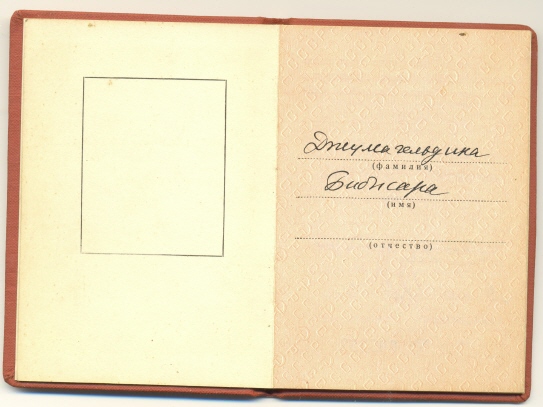 Джумагельдина
(фамилия)
Бибисара
(имя)
(отчество)